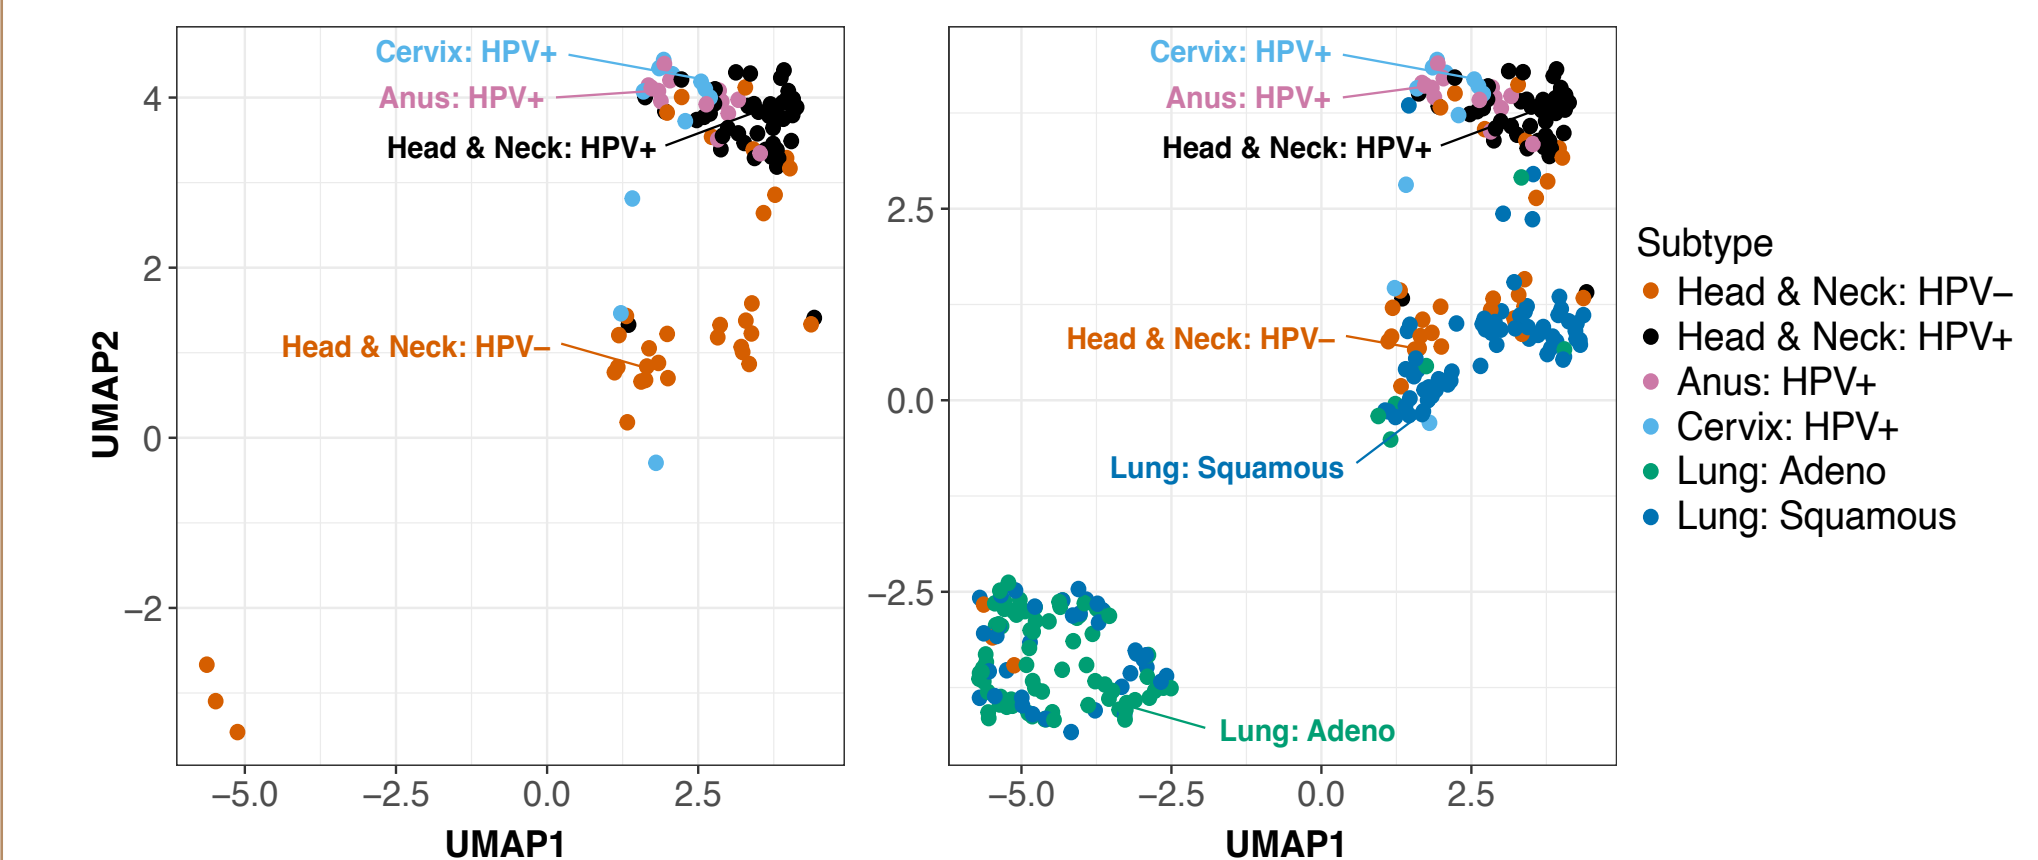 Cervix: HPV+
Anus: HPV+
Head & Neck: HPV+
Head & Neck: HPV–
4
2
0
−2
−5.0
−2.5
0.0
2.5
UMAP1
UMAP2
Cervix: HPV+
Anus: HPV+
Head & Neck: HPV+
Head & Neck: HPV–
Lung: Squamous
Lung: Adeno
2.5
0.0
−2.5
−5.0
−2.5
0.0
2.5
UMAP1
Subtype
Head & Neck: HPV–
Head & Neck: HPV+
Anus: HPV+
Cervix: HPV+
Lung: Adeno
Lung: Squamous